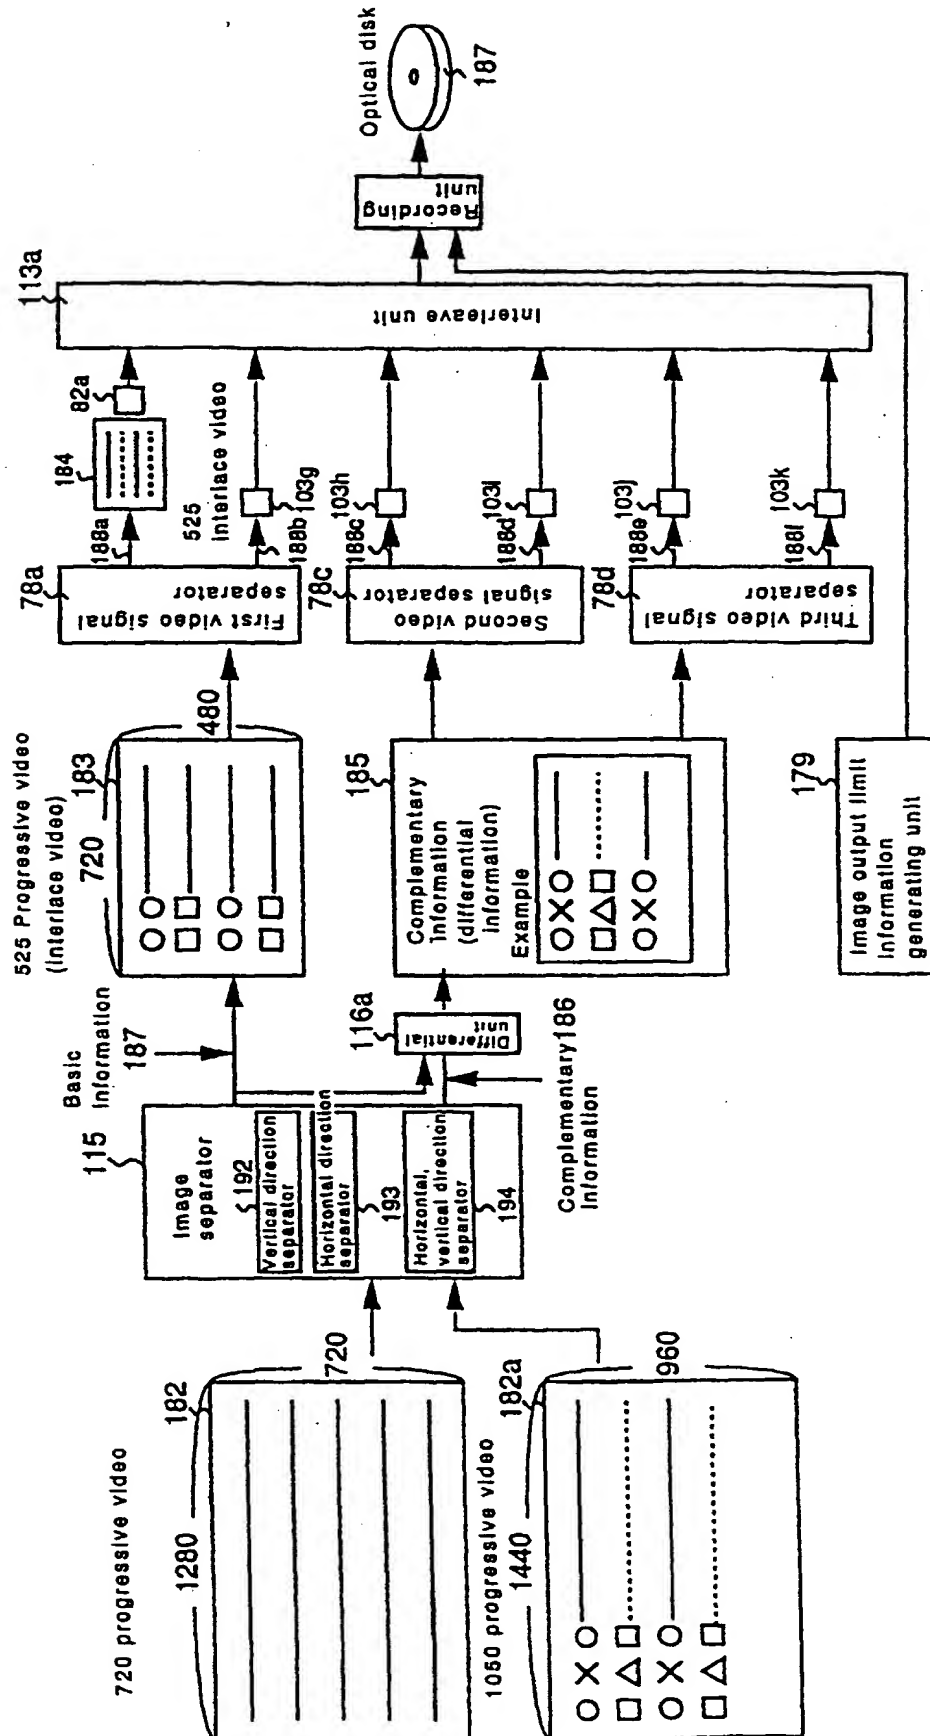 720 progressive video
1280
182
720
1050 progressive video
1440
182a
960
115
Image
separator
192
Vertical direction
separator
Horizontal direction
separator
193
Horizontal,
vertical direction
separator
194
Basic
Information
187
116a
Differential
unit
Complementary
Information
186
525 Progressive video
(Interlace video)
720
183
480
185
Complementary
Information
(differential
information)
Example
179
Image output limit
Information
generating unit
78a
First video signal
separator
188a
184
82a
188b
525
Interlace video
103g
78c
Second video
signal separator
188c
103h
188d
103i
78d
Third video signal
separator
188e
103j
188f
103k
113a
Interleave unit
Recording
unit
Optical disk
187